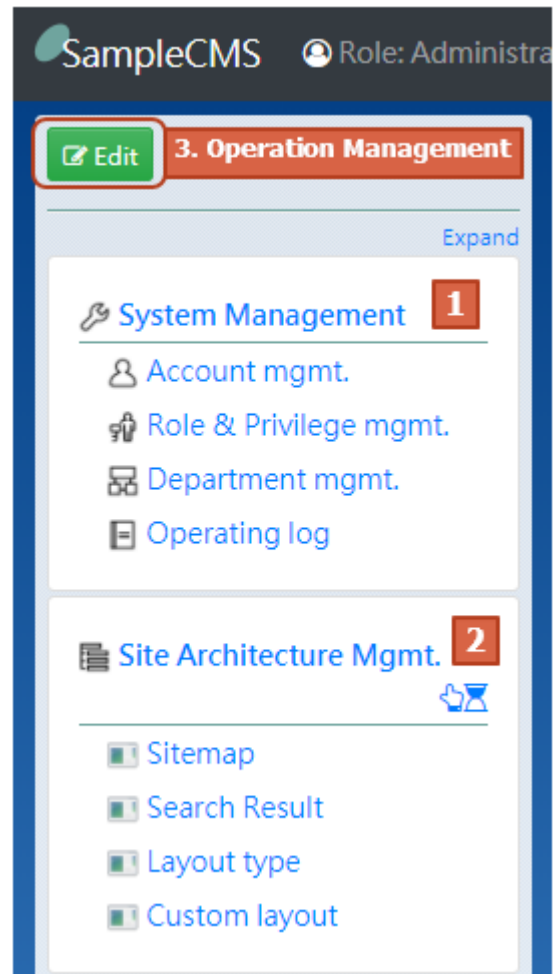 SampleCMS Role: Administra
Edit 3. Operation Management
Expand
System Management 1
Account mgmt.
Role & Privilege mgmt.
Department mgmt.
Operating log
Site Architecture Mgmt. 2
Sitemap
Search Result
Layout type
Custom layout